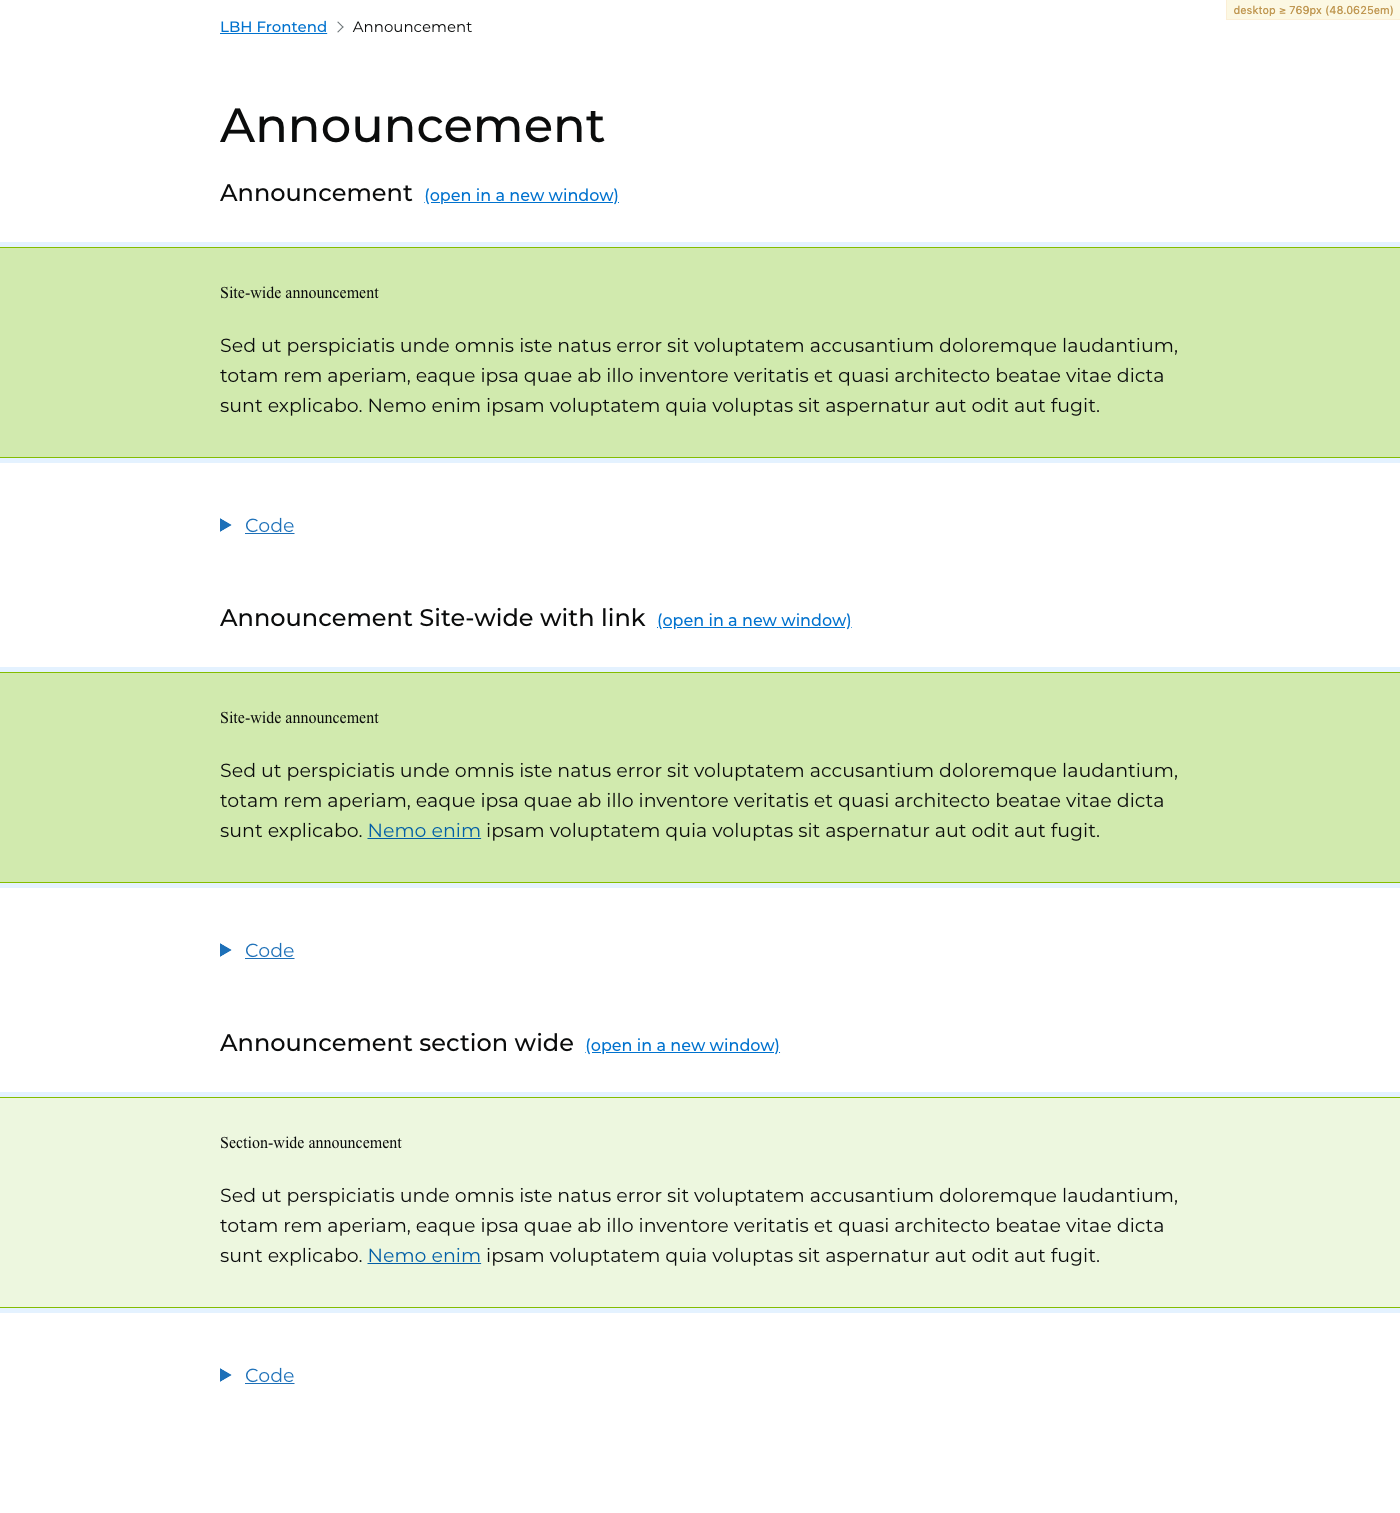 desktop ≥ 769px (48.0625em)
LBH Frontend > Announcement
Announcement
Announcement (open in a new window)
Site-wide announcement
Sed ut perspiciatis unde omnis iste natus error sit voluptatem accusantium doloremque laudantium,
totam rem aperiam, eaque ipsa quae ab illo inventore veritatis et quasi architecto beatae vitae dicta
sunt explicabo. Nemo enim ipsam voluptatem quia voluptas sit aspernatur aut odit aut fugit.
Code
Announcement Site-wide with link (open in a new window)
Site-wide announcement
Sed ut perspiciatis unde omnis iste natus error sit voluptatem accusantium doloremque laudantium,
totam rem aperiam, eaque ipsa quae ab illo inventore veritatis et quasi architecto beatae vitae dicta
sunt explicabo. Nemo enim ipsam voluptatem quia voluptas sit aspernatur aut odit aut fugit.
Code
Announcement section wide (open in a new window)
Section-wide announcement
Sed ut perspiciatis unde omnis iste natus error sit voluptatem accusantium doloremque laudantium,
totam rem aperiam, eaque ipsa quae ab illo inventore veritatis et quasi architecto beatae vitae dicta
sunt explicabo. Nemo enim ipsam voluptatem quia voluptas sit aspernatur aut odit aut fugit.
Code